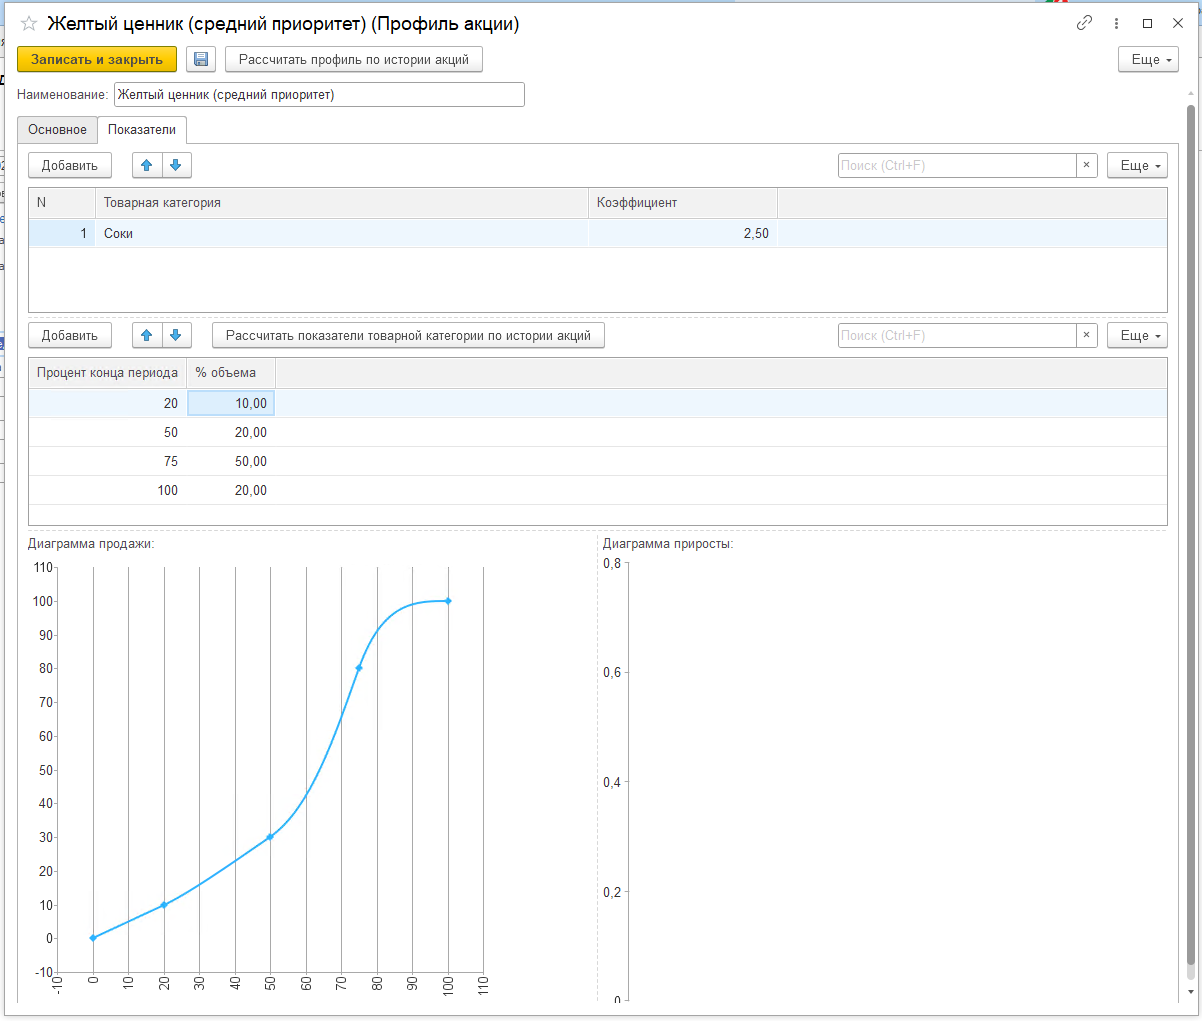 Желтый ценник (средний приоритет) (Профиль акции)
Записать и закрыть
Рассчитать профиль по истории акций
Еще
Наименование: Желтый ценник (средний приоритет)
Основное Показатели
Добавить
Поиск (Ctrl+F) ×
Еще
N Товарная категория Коэффициент
1 Соки 2,50
Добавить
Рассчитать показатели товарной категории по истории акций
Поиск (Ctrl+F) ×
Еще
Процент конца периода % объема
20 10,00
50 20,00
75 50,00
100 20,00
Диаграмма продажи:
110
100
90
80
70
60
50
40
30
20
10
0
-10
-10 0 10 20 30 40 50 60 70 80 90 100 110
Диаграмма приросты:
0,8
0,6
0,4
0,2
0